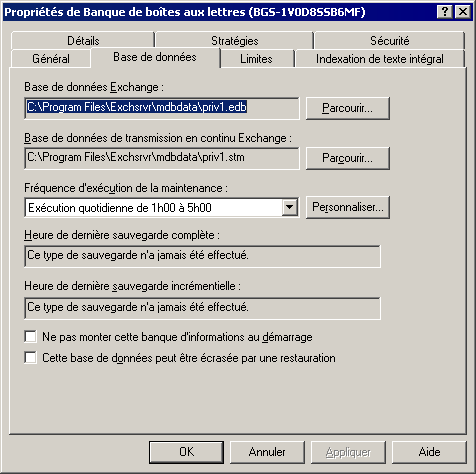 Propriétés de Banque de boîtes aux lettres (BGS-1V0D8SSB6MF)
Détails Stratégies Sécurité
Général Base de données Limites Indexation de texte intégral
Base de données Exchange :
C:\Program Files\Exchsrvr\mdbdata\priv1.edb Parcourir...
Base de données de transmission en continu Exchange :
C:\Program Files\Exchsrvr\mdbdata\priv1.stm Parcourir...
Fréquence d'exécution de la maintenance :
Exécution quotidienne de 1h00 à 5h00 Personnaliser...
Heure de dernière sauvegarde complète :
Ce type de sauvegarde n'a jamais été effectué.
Heure de dernière sauvegarde incrémentielle :
Ce type de sauvegarde n'a jamais été effectué.
Ne pas monter cette banque d'informations au démarrage
Cette base de données peut être écrasée par une restauration
OK Annuler Appliquer Aide